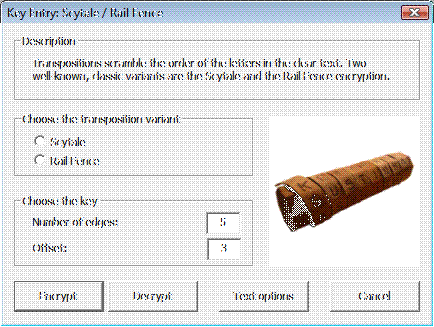 Key Entry: Scytale / Rail Fence
Description
Transpositions scramble the order of the letters in the clear text. Two
well-known, classic variants are the Scytale and the Rail Fence encryption.
Choose the transposition variant
Scytale
Rail Fence
Choose the key
Number of edges: 5
Offset: 3
Encrypt Decrypt Text options Cancel